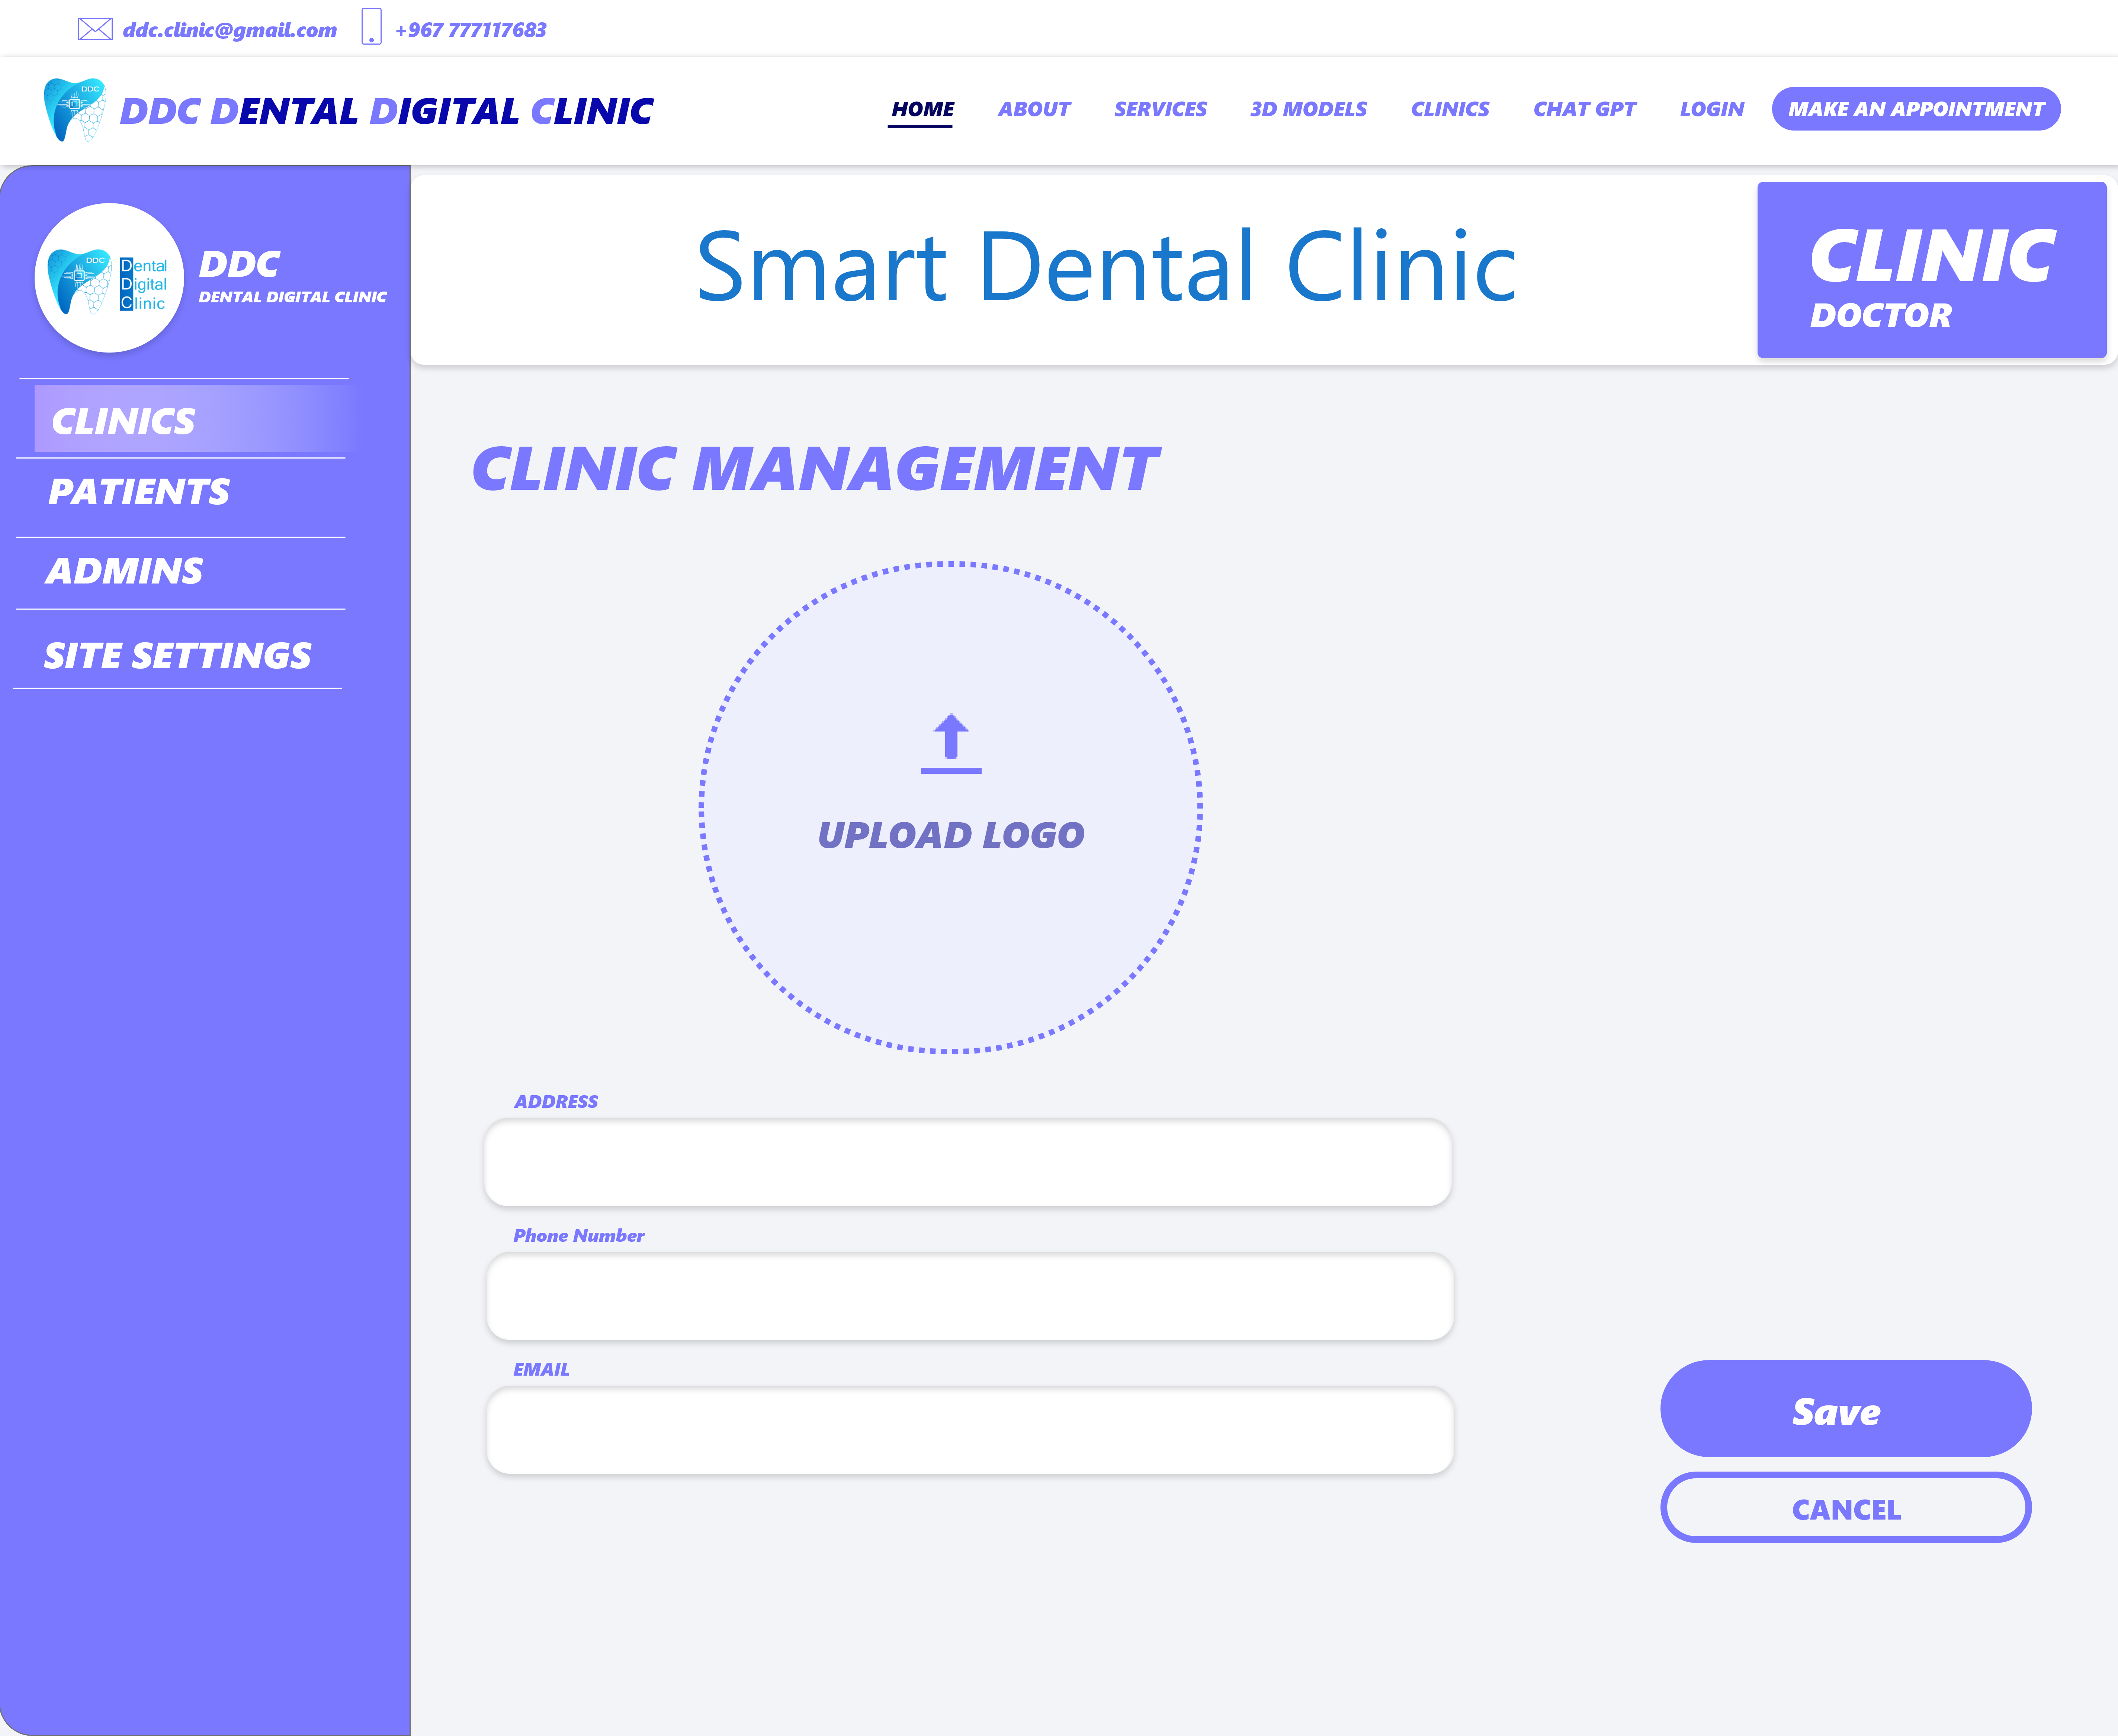 ddc.clinic@gmail.com +967 777117683
DDC
DDC DENTAL DIGITAL CLINIC
HOME ABOUT SERVICES 3D MODELS CLINICS CHAT GPT LOGIN MAKE AN APPOINTMENT
DDC
Dental
Digital
Clinic
DDC
DENTAL DIGITAL CLINIC
Smart Dental Clinic
CLINIC
DOCTOR
CLINICS
PATIENTS
ADMINS
SITE SETTINGS
CLINIC MANAGEMENT
UPLOAD LOGO
ADDRESS
Phone Number
EMAIL
Save
CANCEL